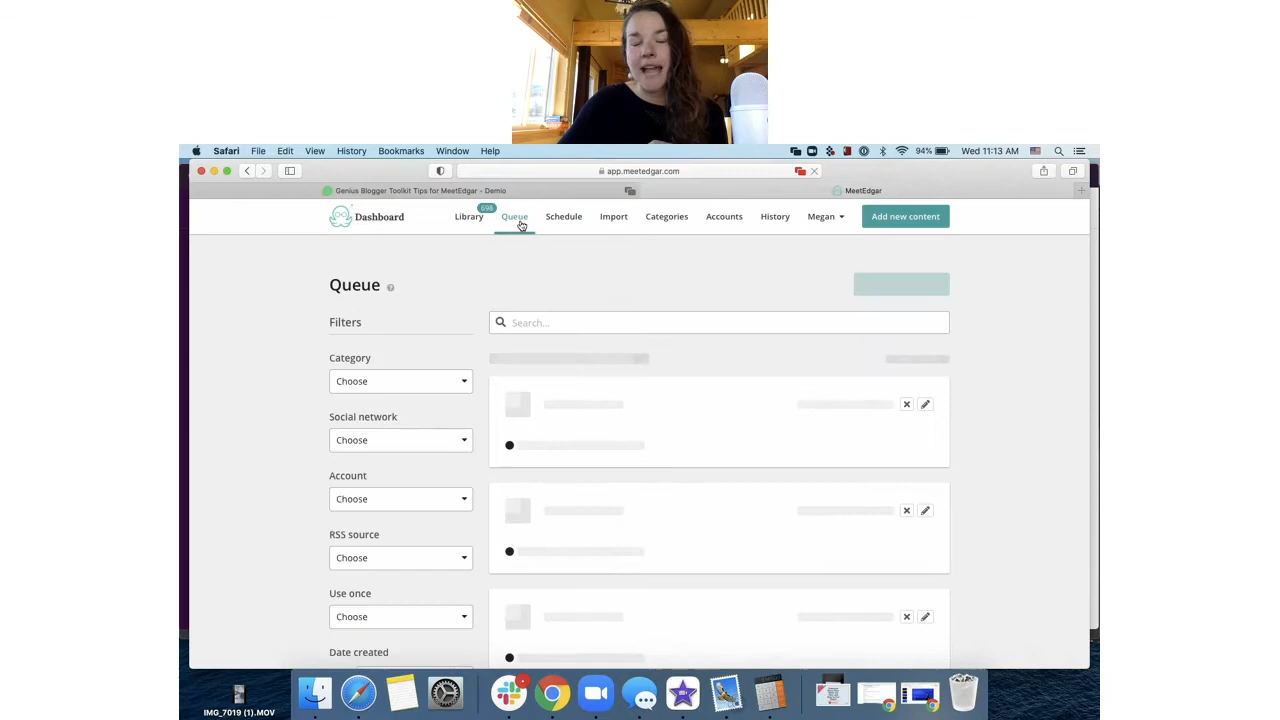 Safari File Edit View History Bookmarks Window Help 94% Wed 11:13 AM
app.meetedgar.com
Genius Blogger Toolkit Tips for MeetEdgar - Demio MeetEdgar
698
Dashboard Library Queue Schedule Import Categories Accounts History Megan Add new content
Queue
Filters Search...
Category
Choose
Social network
Choose
Account
Choose
RSS source
Choose
Use once
Choose
Date created
IMG_7019 (1).MOV